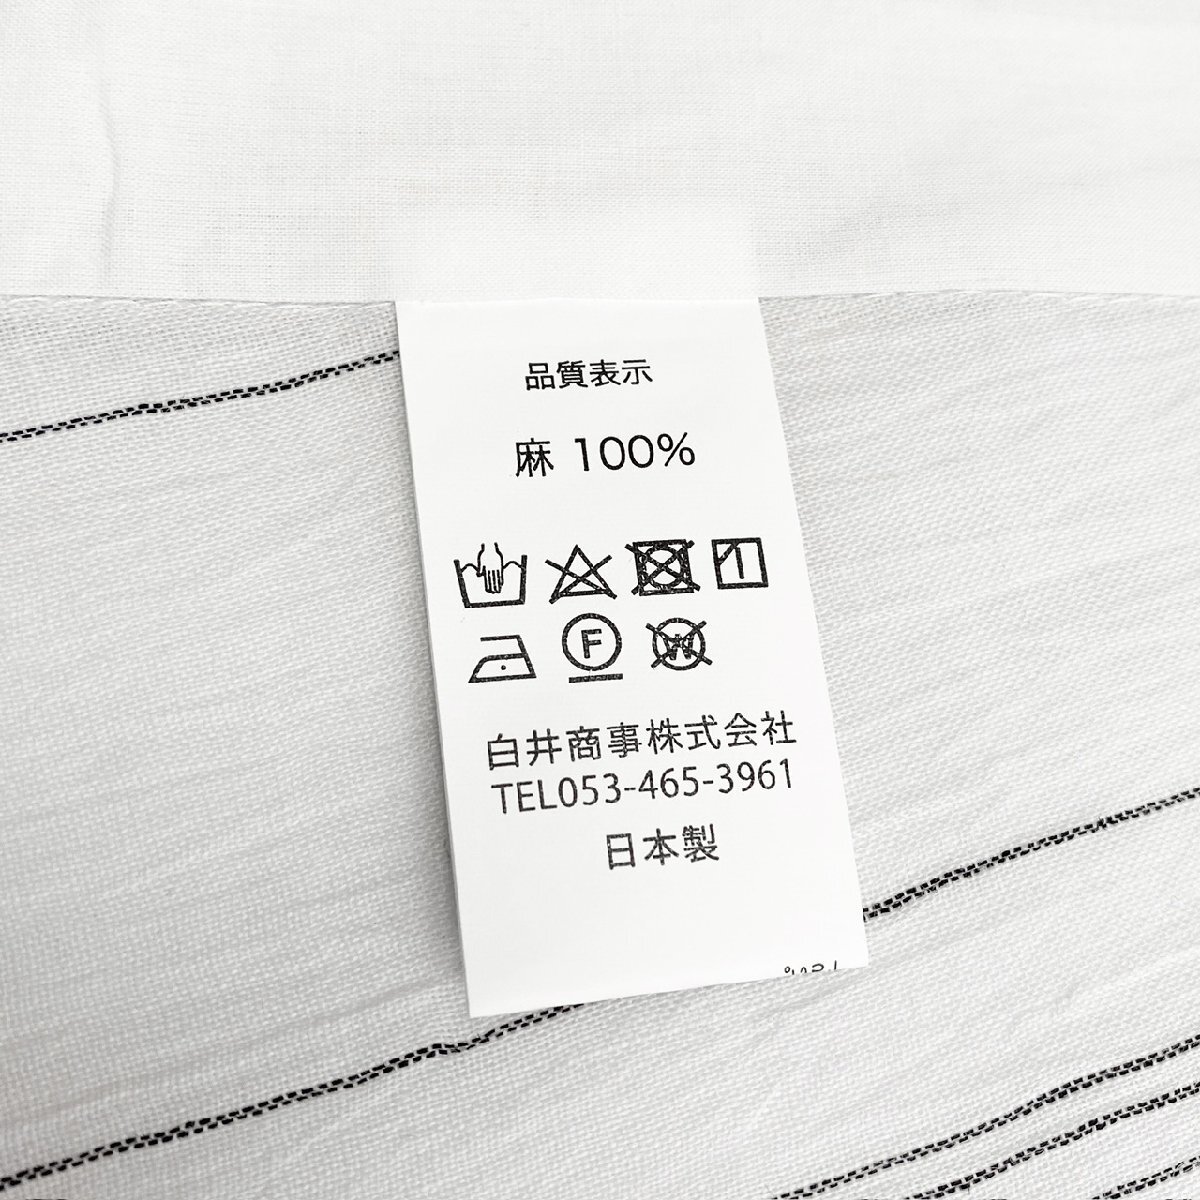 品質表示
麻 100%
F
W
白井商事株式会社
TEL053-465-3961
日本製